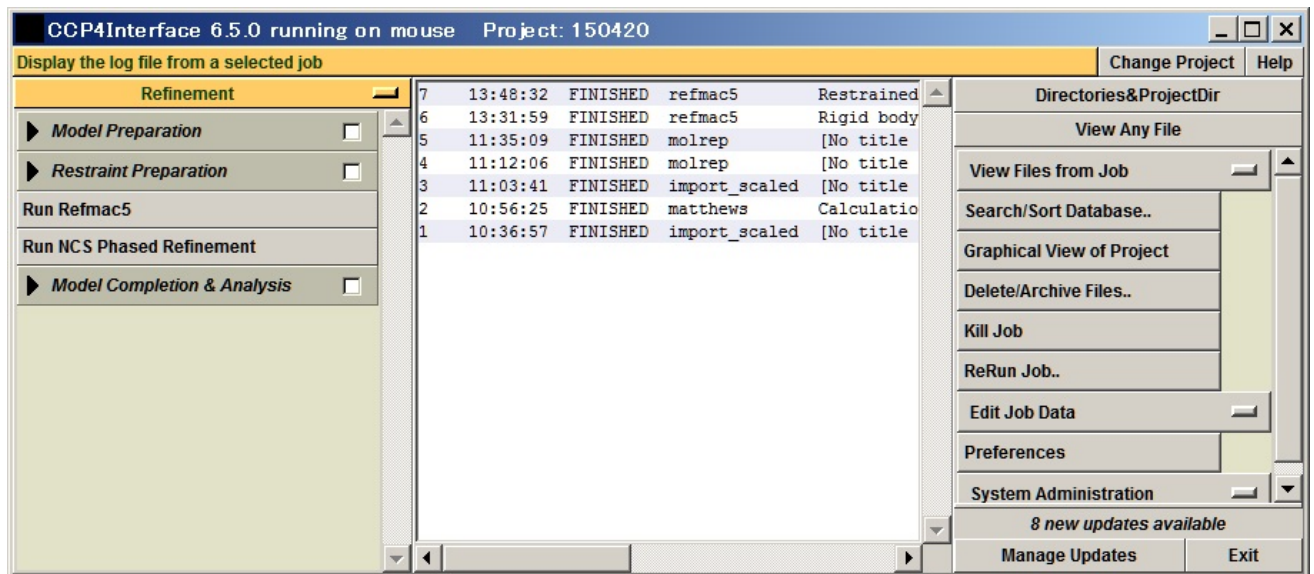 CCP4Interface 6.5.0 running on mouse Project: 150420
Display the log file from a selected job
Change Project Help
Refinement
Model Preparation
Restraint Preparation
Run Refmac5
Run NCS Phased Refinement
Model Completion & Analysis
7 13:48:32 FINISHED refmac5 Restrained
6 13:31:59 FINISHED refmac5 Rigid body
5 11:35:09 FINISHED molrep [No title
4 11:12:06 FINISHED molrep [No title
3 11:03:41 FINISHED import_scaled [No title
2 10:56:25 FINISHED matthews Calculatio
1 10:36:57 FINISHED import_scaled [No title
Directories&ProjectDir
View Any File
View Files from Job
Search/Sort Database..
Graphical View of Project
Delete/Archive Files..
Kill Job
ReRun Job..
Edit Job Data
Preferences
System Administration
8 new updates available
Manage Updates Exit